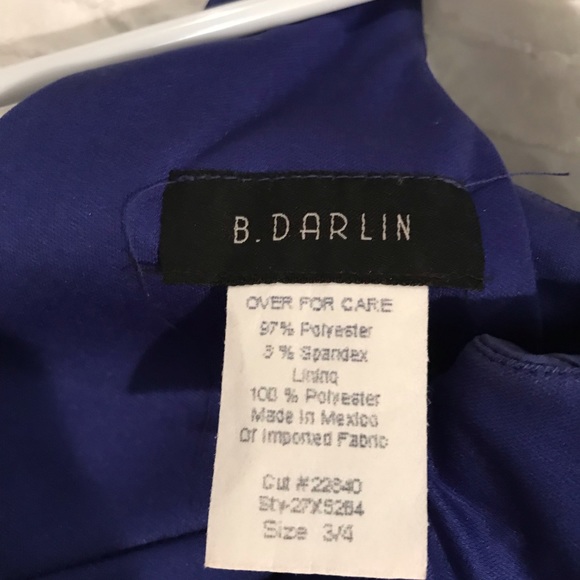 B. DARLIN
OVER FOR CARE
97% Polyester
3 % Spandex
Lining
100 % Polyester
Made In Mexico
Of Imported Fabric
Cut #22840
Sty-27X5264
Size 3/4